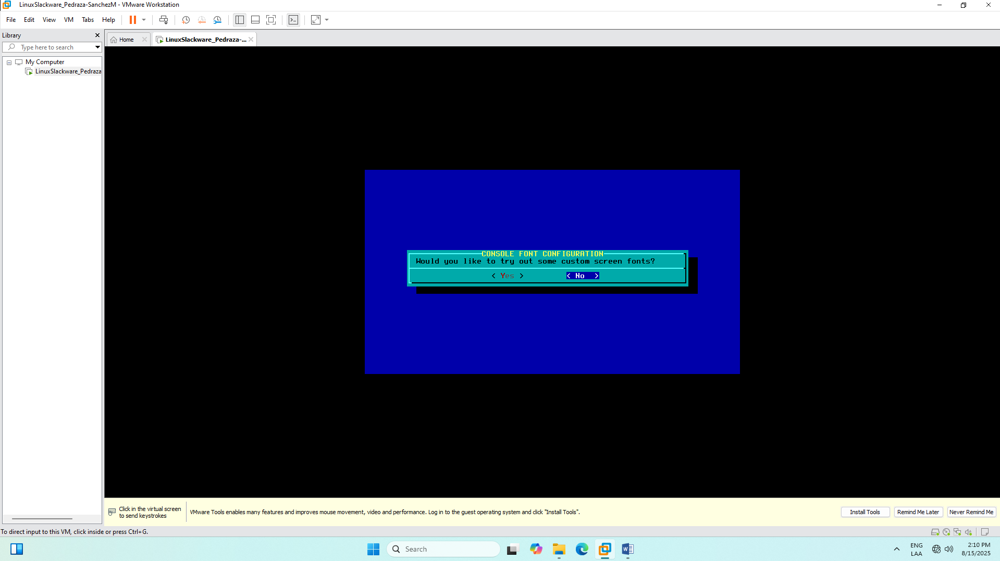 LinuxSlackware_Pedraza-SanchezM - VMware Workstation
File Edit View VM Tabs Help
Library
Type here to search
My Computer
LinuxSlackware_Pedraza
Home
LinuxSlackware_Pedraza-...
CONSOLE FONT CONFIGURATION
Would you like to try out some custom screen fonts?
< Yes > < No >
Click in the virtual screen
to send keystrokes
VMware Tools enables many features and improves mouse movement, video and performance. Log in to the guest operating system and click "Install Tools".
Install Tools Remind Me Later Never Remind Me
To direct input to this VM, click inside or press Ctrl+G.
Search
ENG
LAA
2:10 PM
8/15/2025